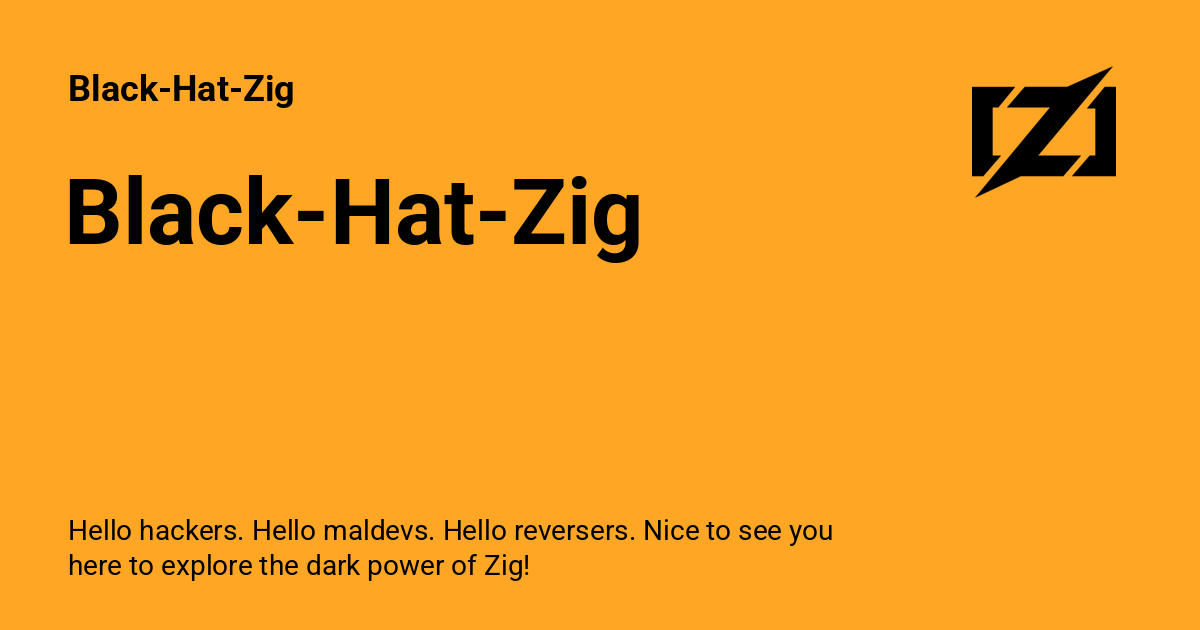 Black-Hat-Zig
Black-Hat-Zig
Hello hackers. Hello maldevs. Hello reversers. Nice to see you
here to explore the dark power of Zig!